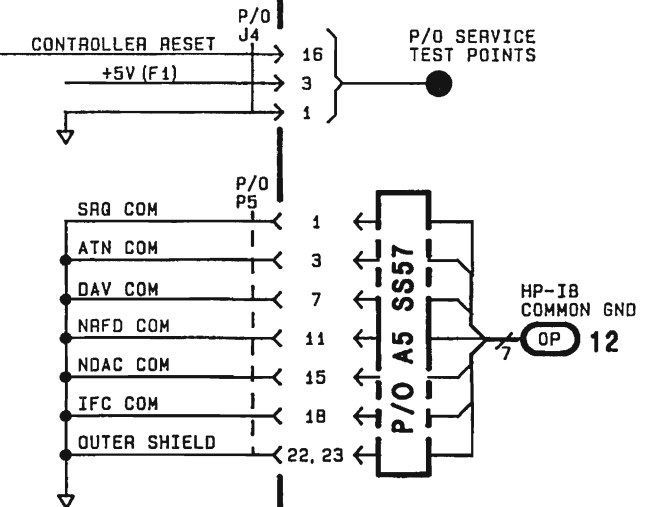 P/O
J4
CONTROLLER RESET
16
+5V (F1)
3
1
P/O SERVICE
TEST POINTS
P/O
P5
SRQ COM
1
ATN COM
3
DAV COM
7
NRFD COM
11
NDAC COM
15
IFC COM
18
OUTER SHIELD
22, 23
P/O A5 SS57
HP-IB
COMMON GND
7
OP
12